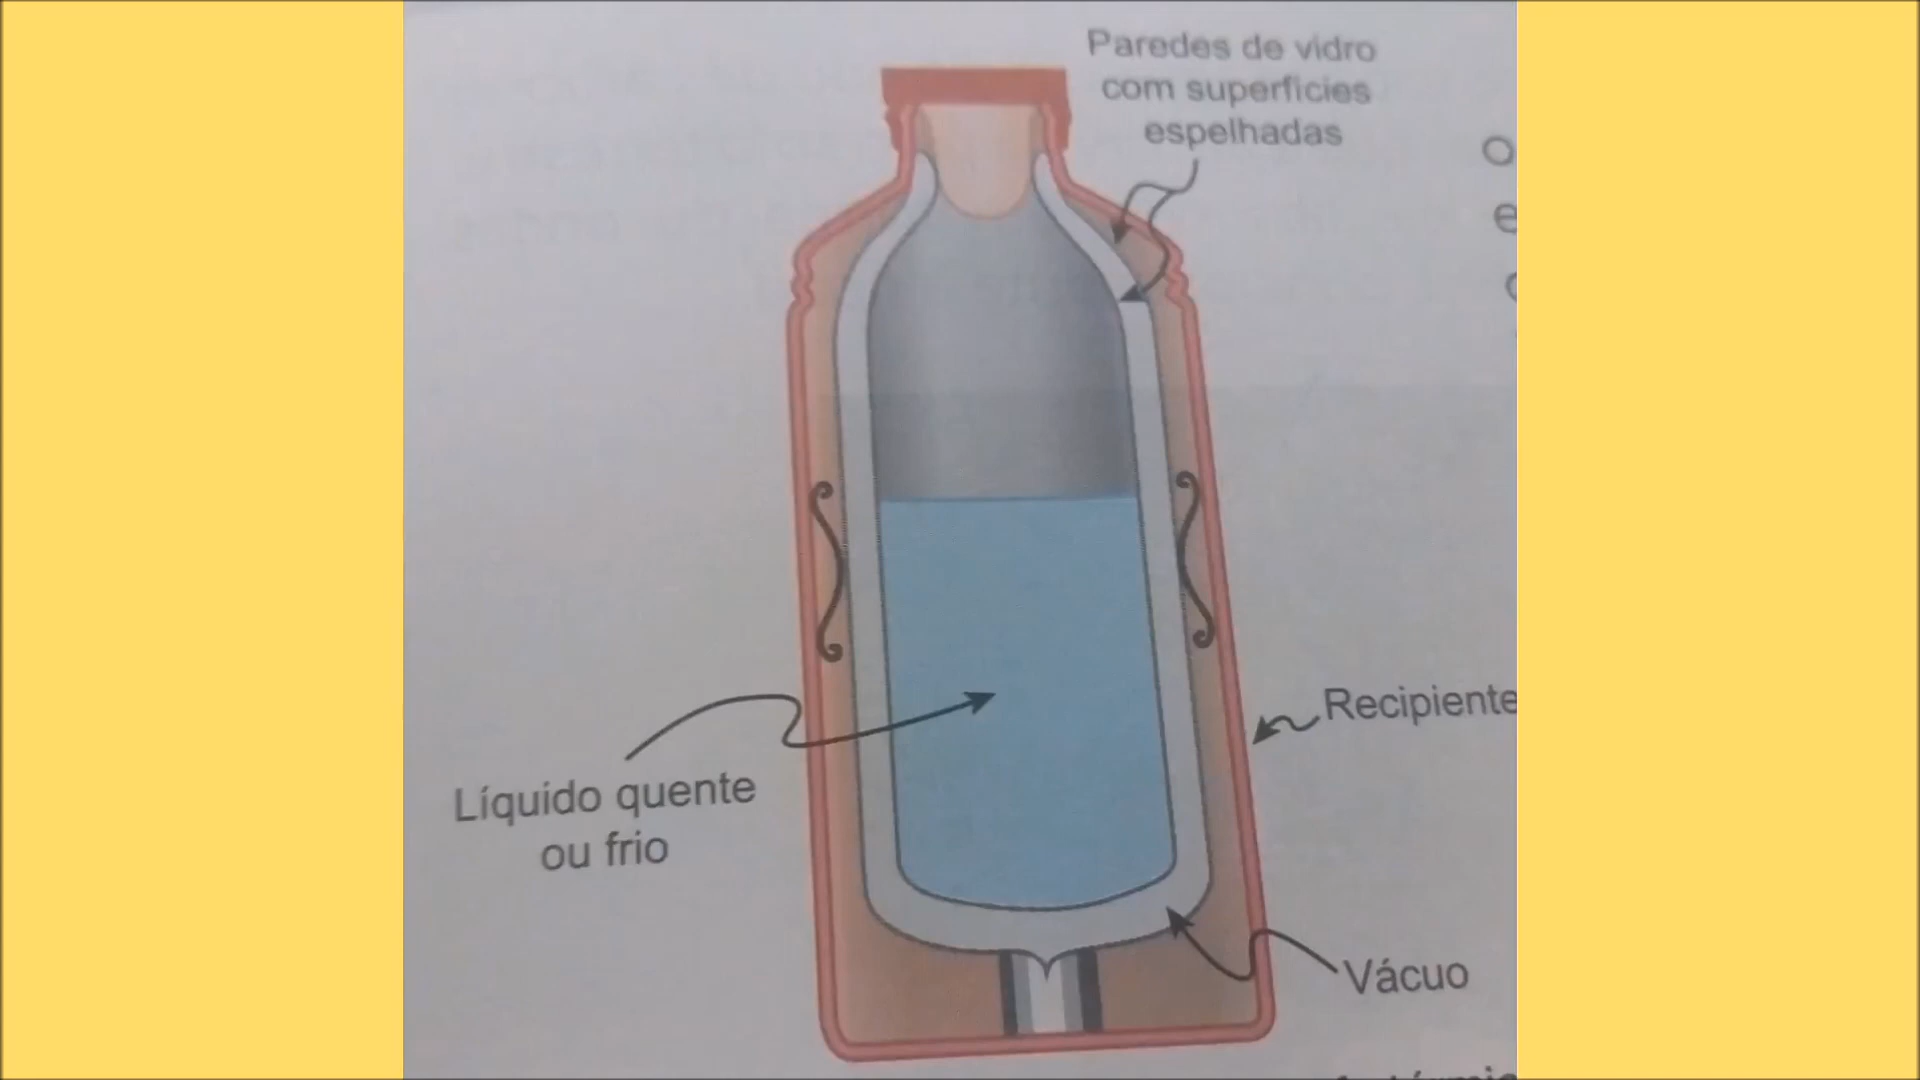 Paredes de vidro
com superfícies
espelhadas
Recipiente
Líquido quente
ou frio
Vácuo